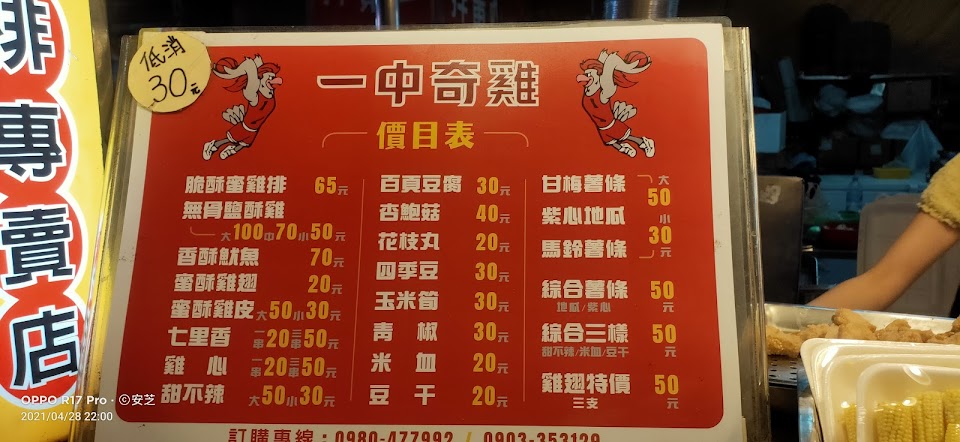 排專賣店
低消
30元
一中奇雞
價目表
脆酥蜜雞排 65元
無骨鹽酥雞
大100中70小50元
香酥魷魚 70元
蜜酥雞翅 20元
蜜酥雞皮 大50小30元
七里香 一串20三串50元
雞心 一串20三串50元
甜不辣 大50小30元
百頁豆腐 30元
杏鮑菇 40元
花枝丸 20元
四季豆 30元
玉米筍 30元
青椒 30元
米血 20元
豆干 20元
甘梅薯條
紫心地瓜
馬鈴薯條
大
50
小
30
元
綜合薯條 50元
地瓜/紫心
綜合三樣 50元
甜不辣/米血/豆干
雞翅特價 50元
三支
訂購專線：0980-477992 / 0903-353129
OPPO R17 Pro · ©安芝
2021/04/28 22:00